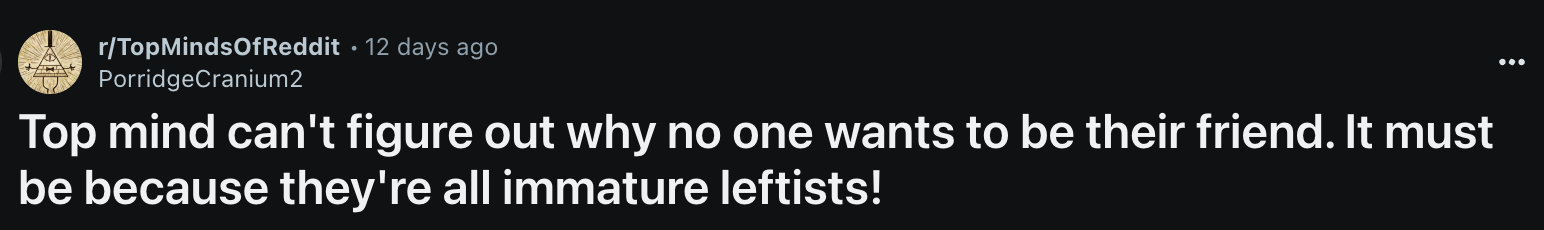 r/TopMindsOfReddit • 12 days ago
PorridgeCranium2
Top mind can't figure out why no one wants to be their friend. It must
be because they're all immature leftists!